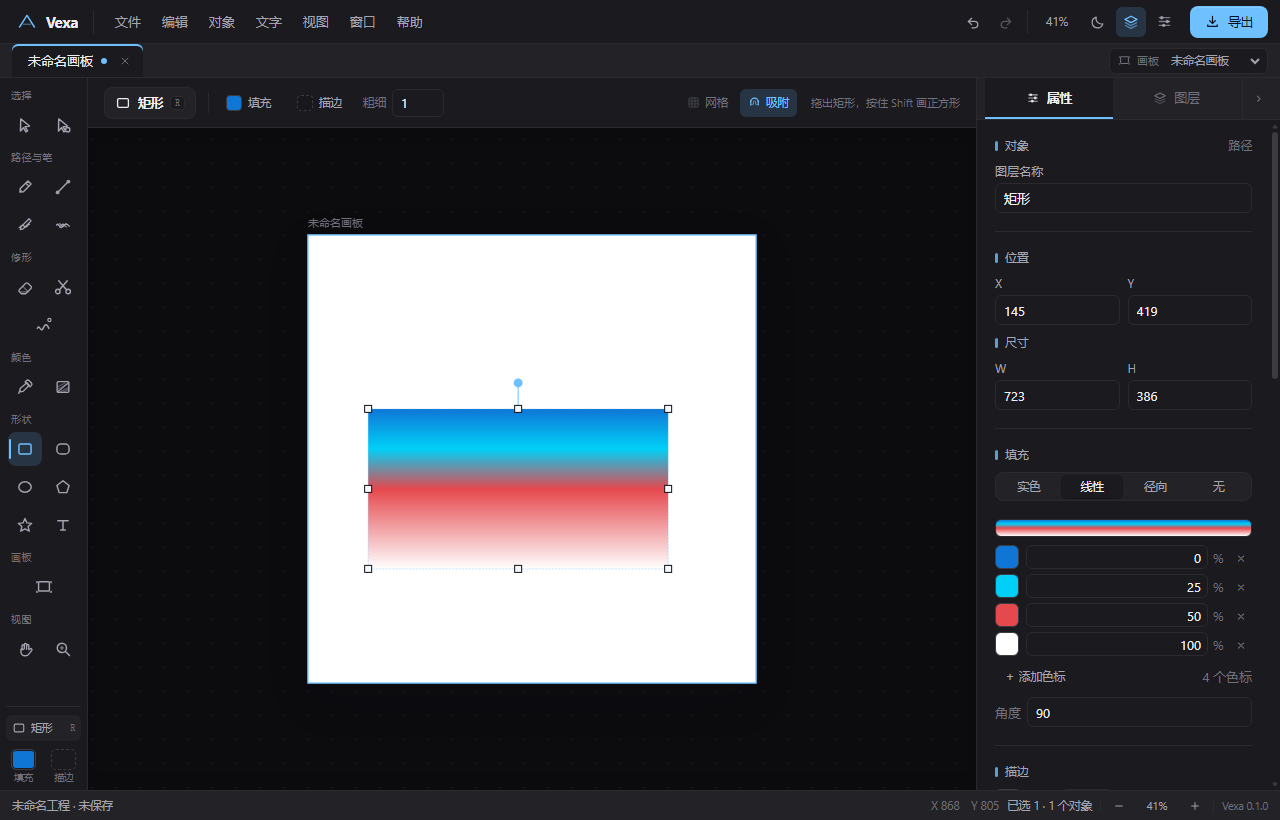 Vexa 文件 编辑 对象 文字 视图 窗口 帮助 41% 导出
未命名画板 × 画板 未命名画板
选择
路径与笔
修形
颜色
形状
画板
视图
矩形 R
填充 描边
矩形 R 填充 描边 粗细 1 网格 吸附 拖出矩形，按住 Shift 画正方形
未命名画板
属性 图层 ›
对象 路径
图层名称
矩形
位置
X Y
145 419
尺寸
W H
723 386
填充
实色 线性 径向 无
0 % ×
25 % ×
50 % ×
100 % ×
+ 添加色标 4 个色标
角度 90
描边
未命名工程 · 未保存 X 868 Y 805 已选 1 · 1 个对象 − 41% + Vexa 0.1.0